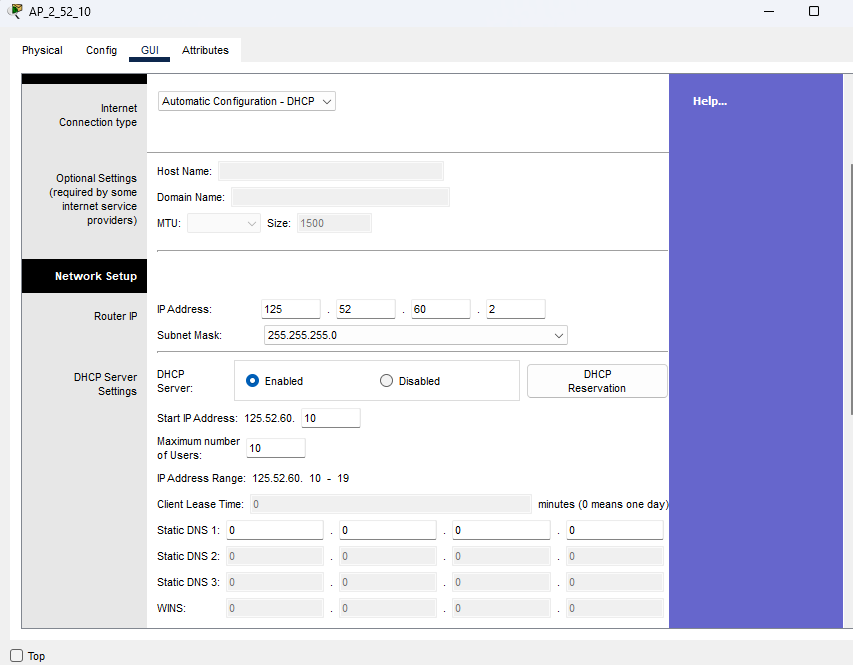 AP_2_52_10
Physical Config GUI Attributes
Internet
Connection type
Automatic Configuration - DHCP
Help...
Optional Settings
(required by some
internet service
providers)
Host Name:
Domain Name:
MTU: Size: 1500
Network Setup
Router IP
IP Address: 125 . 52 . 60 . 2
Subnet Mask: 255.255.255.0
DHCP Server
Settings
DHCP
Server:
Enabled Disabled
DHCP
Reservation
Start IP Address: 125.52.60. 10
Maximum number
of Users: 10
IP Address Range: 125.52.60. 10 - 19
Client Lease Time: 0 minutes (0 means one day)
Static DNS 1: 0 . 0 . 0 . 0
Static DNS 2: 0 . 0 . 0 . 0
Static DNS 3: 0 . 0 . 0 . 0
WINS: 0 . 0 . 0 . 0
Top